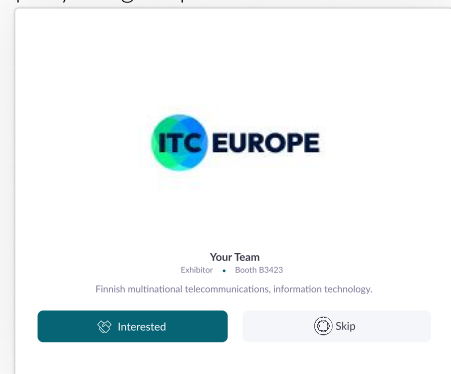 ITC EUROPE
Your Team
Exhibitor • Booth B3423
Finnish multinational telecommunications, information technology.
Interested
Skip